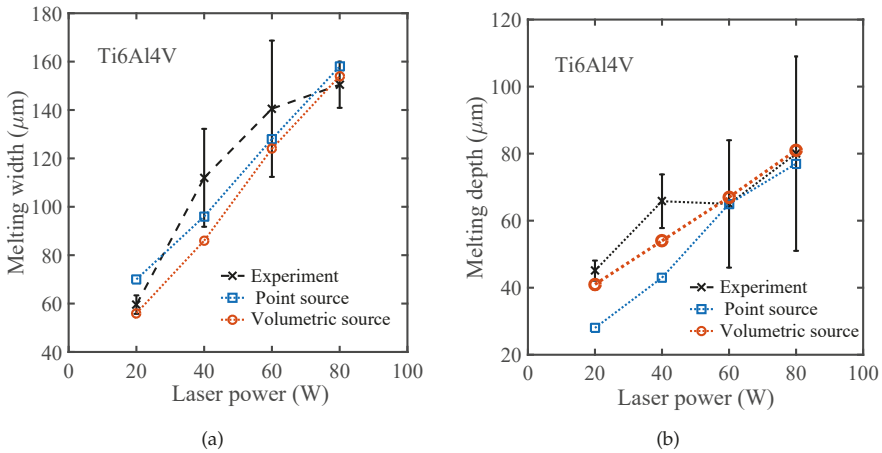 180
160
140
120
100
80
60
40
0
20
40
60
80
100
Melting width (μm)
Laser power (W)
Ti6Al4V
Experiment
Point source
Volumetric source
(a)
120
100
80
60
40
20
0
20
40
60
80
100
Melting depth (μm)
Laser power (W)
Ti6Al4V
Experiment
Point source
Volumetric source
(b)